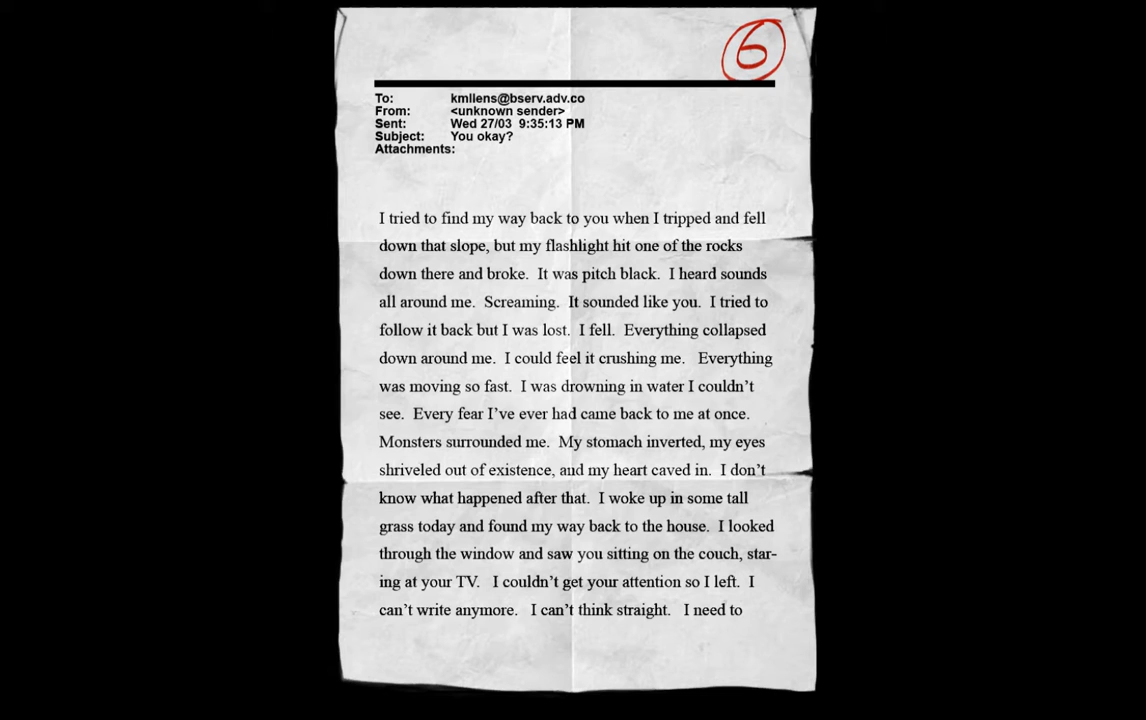 6
To: kmllens@bserv.adv.co
From: <unknown sender>
Sent: Wed 27/03 9:35:13 PM
Subject: You okay?
Attachments:
I tried to find my way back to you when I tripped and fell
down that slope, but my flashlight hit one of the rocks
down there and broke.  It was pitch black.  I heard sounds
all around me.  Screaming.  It sounded like you.  I tried to
follow it back but I was lost.  I fell.  Everything collapsed
down around me.  I could feel it crushing me.   Everything
was moving so fast.  I was drowning in water I couldn’t
see.  Every fear I’ve ever had came back to me at once.
Monsters surrounded me.  My stomach inverted, my eyes
shriveled out of existence, and my heart caved in.  I don’t
know what happened after that.  I woke up in some tall
grass today and found my way back to the house.  I looked
through the window and saw you sitting on the couch, star-
ing at your TV.   I couldn’t get your attention so I left.  I
can’t write anymore.   I can’t think straight.   I need to